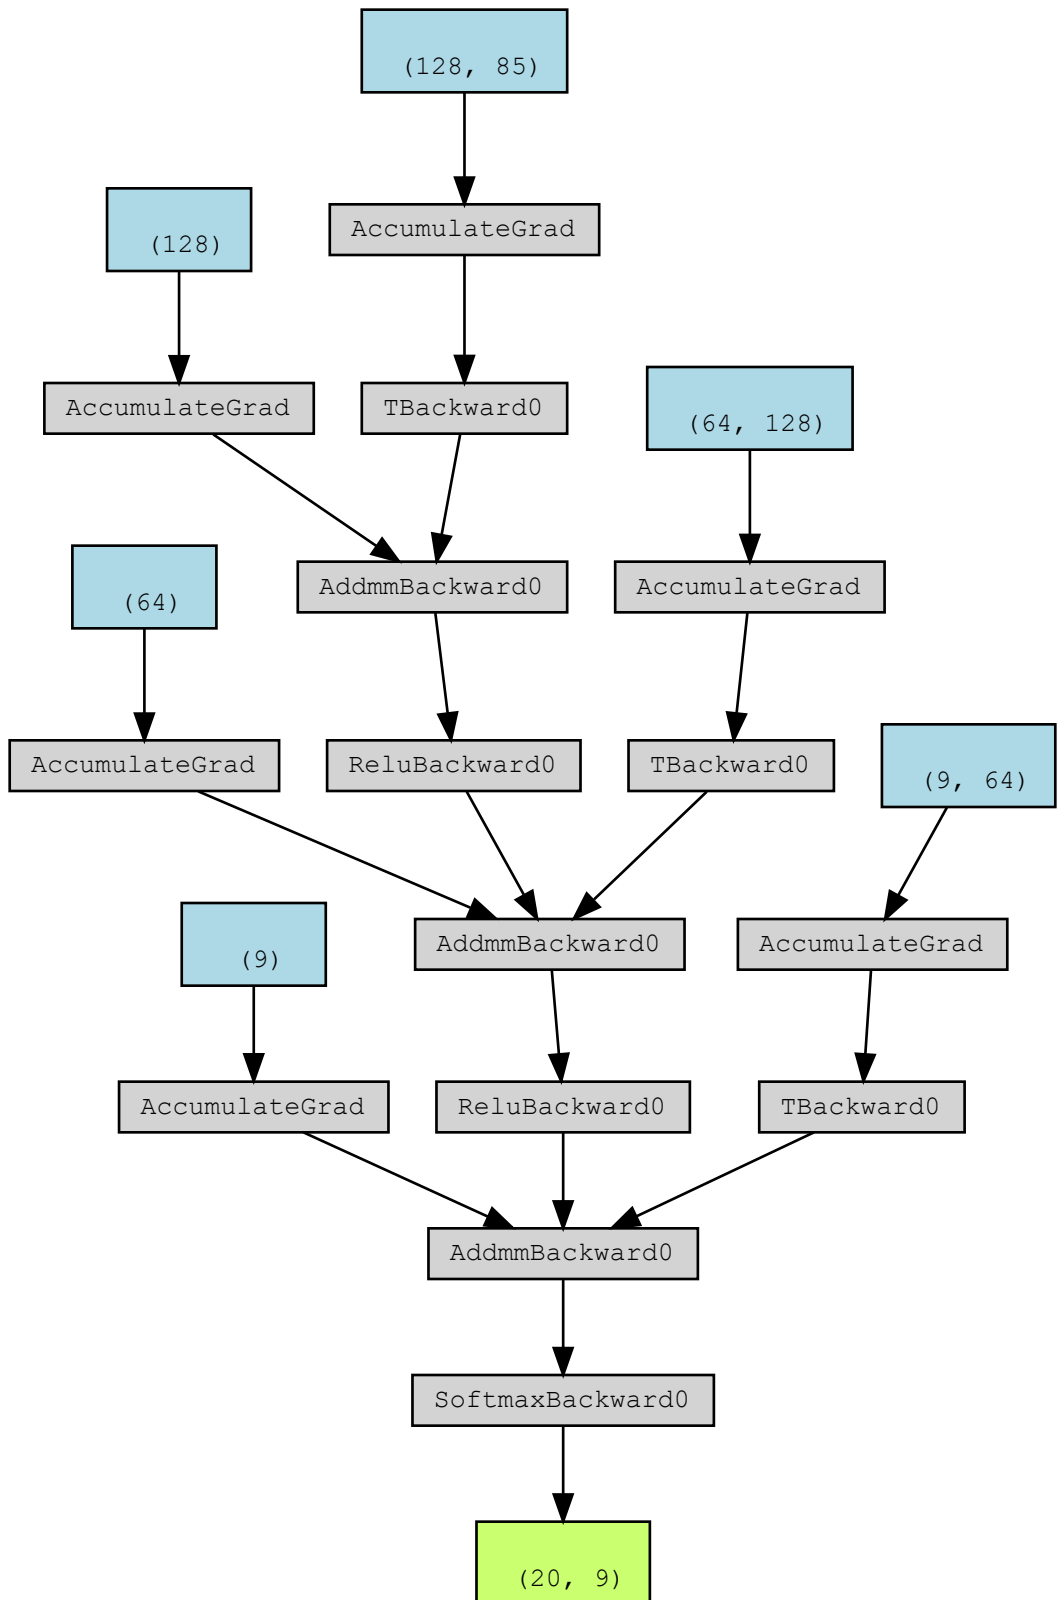 (128, 85)
(128)
AccumulateGrad
AccumulateGrad
TBackward0
(64, 128)
(64)
AddmmBackward0
AccumulateGrad
AccumulateGrad
ReluBackward0
TBackward0
(9, 64)
(9)
AddmmBackward0
AccumulateGrad
AccumulateGrad
ReluBackward0
TBackward0
AddmmBackward0
SoftmaxBackward0
(20, 9)